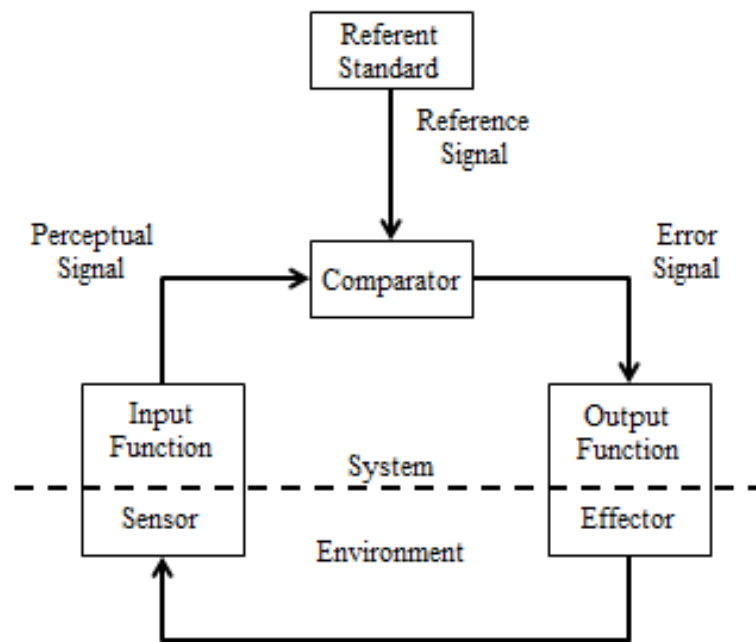 Referent
Standard
Reference
Signal
Perceptual
Signal
Error
Signal
Comparator
Input
Function
Output
Function
System
Sensor
Effector
Environment